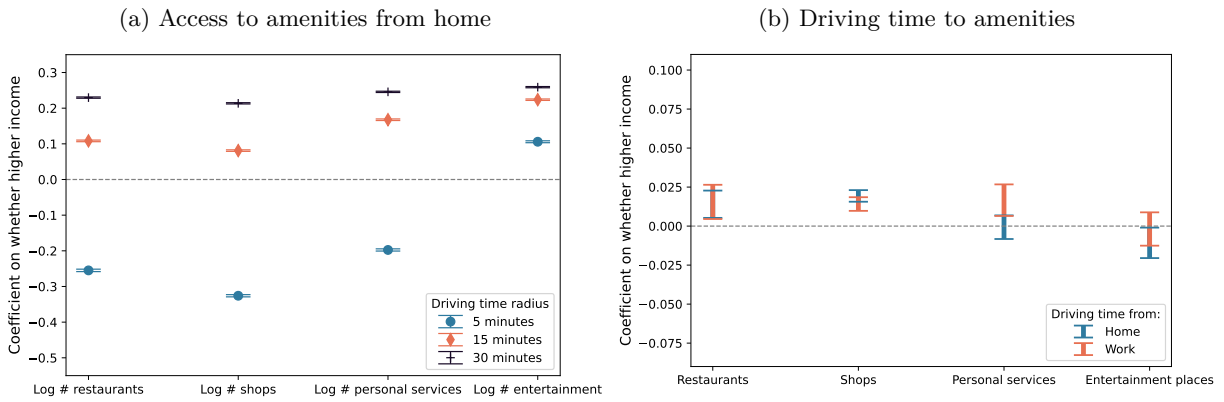 (a) Access to amenities from home
Coefficient on whether higher income
0.3
0.2
0.1
0.0
−0.1
−0.2
−0.3
−0.4
−0.5
Log # restaurants
Log # shops
Log # personal services
Log # entertainment
Driving time radius
5 minutes
15 minutes
30 minutes
(b) Driving time to amenities
Coefficient on whether higher income
0.100
0.075
0.050
0.025
0.000
−0.025
−0.050
−0.075
Restaurants
Shops
Personal services
Entertainment places
Driving time from:
Home
Work